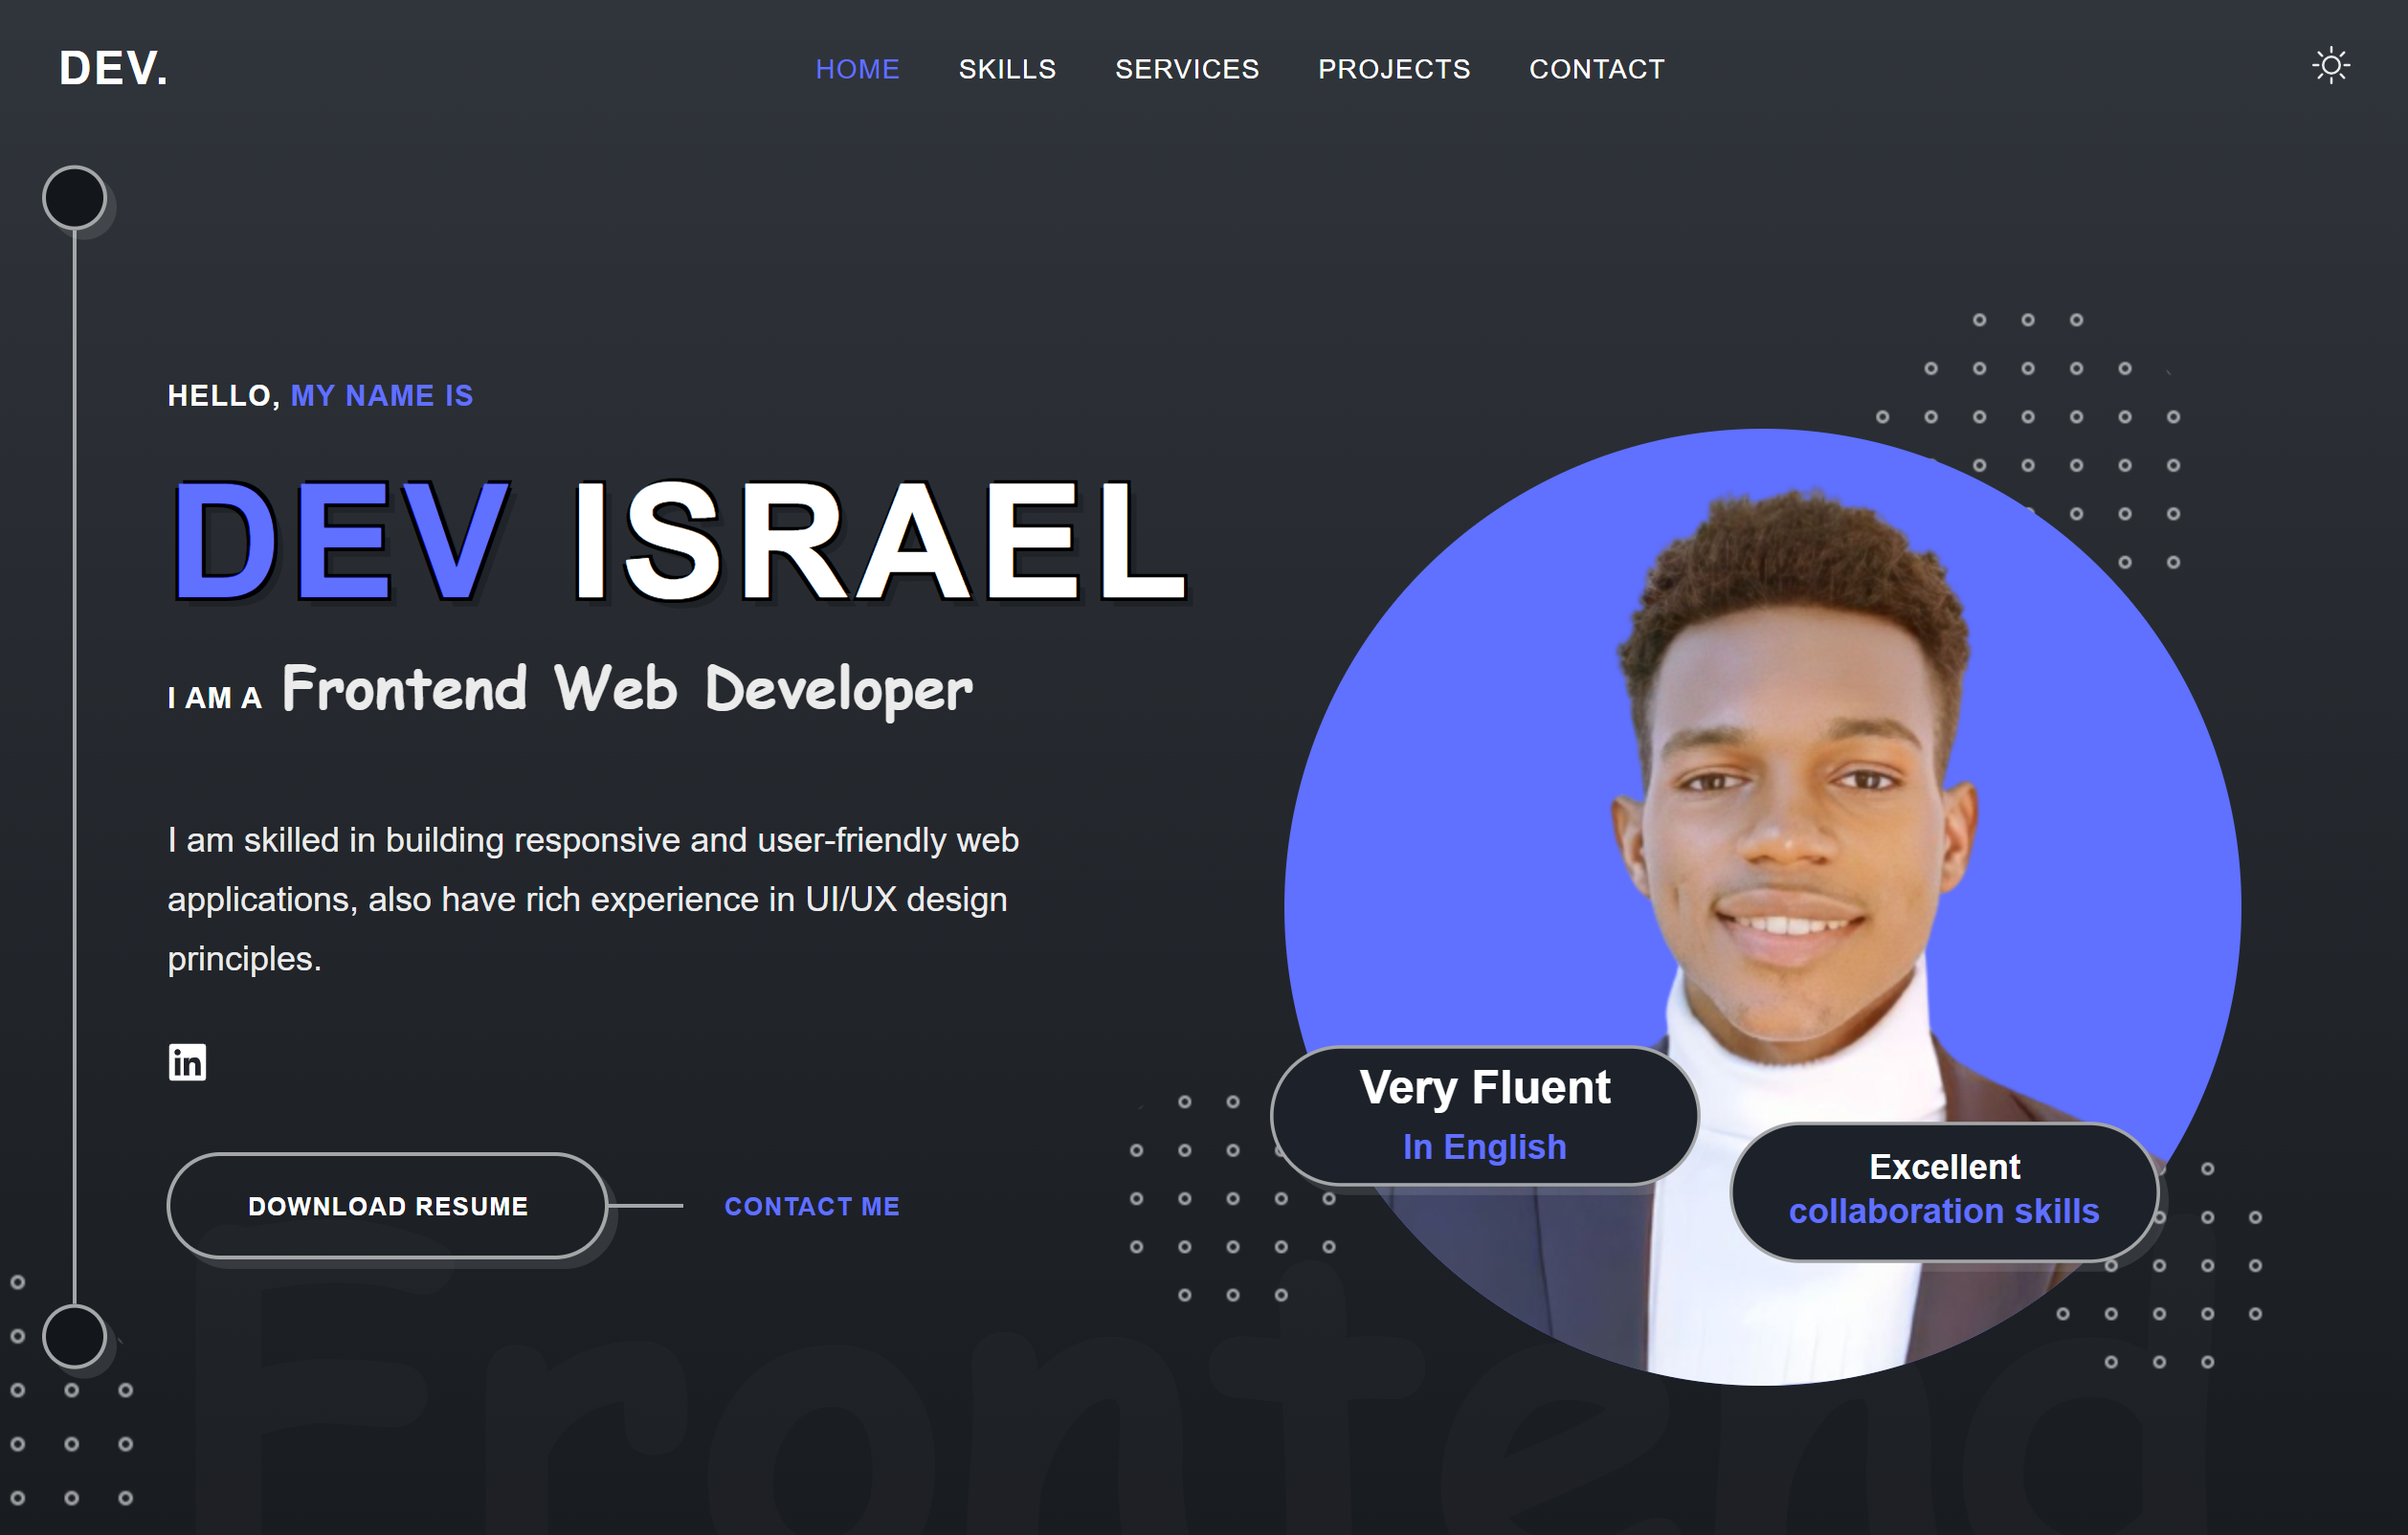 DEV.
HOME SKILLS SERVICES PROJECTS CONTACT
HELLO, MY NAME IS
DEV ISRAEL
I AM A Frontend Web Developer
I am skilled in building responsive and user-friendly web
applications, also have rich experience in UI/UX design
principles.
in
DOWNLOAD RESUME CONTACT ME
Very Fluent
In English
Excellent
collaboration skills
Frontend